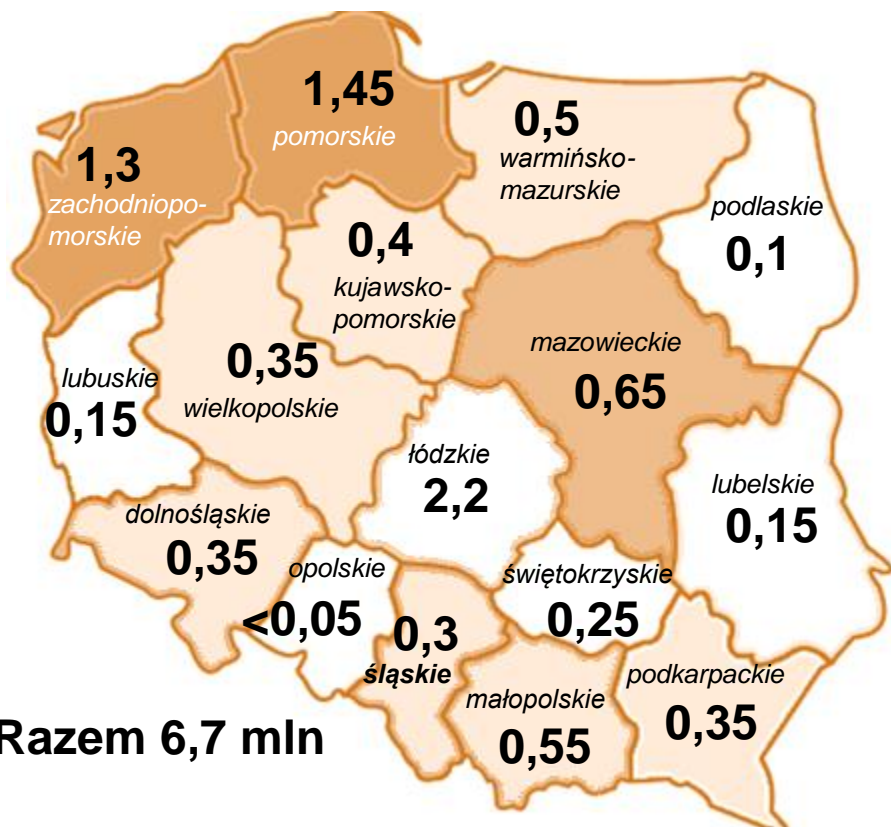 1,45
pomorskie
0,5
warmińsko-
mazurskie
1,3
zachodniopo-
morskie
podlaskie
0,1
0,4
kujawsko-
pomorskie
mazowieckie
0,65
0,35
wielkopolskie
lubuskie
0,15
łódzkie
2,2
lubelskie
0,15
dolnośląskie
0,35
opolskie
<0,05
świętokrzyskie
0,25
0,3
śląskie
małopolskie
0,55
podkarpackie
0,35
Razem 6,7 mln